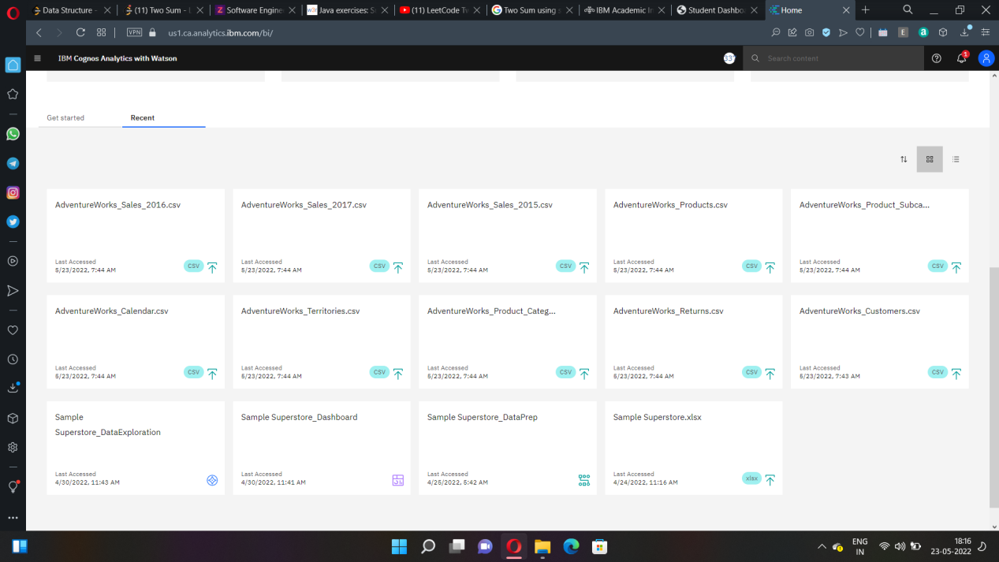 Data Structure -
(11) Two Sum - L
Software Engine
w3r Java exercises: S
(11) LeetCode Tw
Two Sum using s
IBM Academic In
Student Dashbo
Home
VPN us1.ca.analytics.ibm.com/bi/
IBM Cognos Analytics with Watson
33°
Search content
1
Get started
Recent
AdventureWorks_Sales_2016.csv
Last Accessed
5/23/2022, 7:44 AM
CSV
AdventureWorks_Sales_2017.csv
Last Accessed
5/23/2022, 7:44 AM
CSV
AdventureWorks_Sales_2015.csv
Last Accessed
5/23/2022, 7:44 AM
CSV
AdventureWorks_Products.csv
Last Accessed
5/23/2022, 7:44 AM
CSV
AdventureWorks_Product_Subca...
Last Accessed
5/23/2022, 7:44 AM
CSV
AdventureWorks_Calendar.csv
Last Accessed
5/23/2022, 7:44 AM
CSV
AdventureWorks_Territories.csv
Last Accessed
5/23/2022, 7:44 AM
CSV
AdventureWorks_Product_Categ...
Last Accessed
5/23/2022, 7:44 AM
CSV
AdventureWorks_Returns.csv
Last Accessed
5/23/2022, 7:44 AM
CSV
AdventureWorks_Customers.csv
Last Accessed
5/23/2022, 7:43 AM
CSV
Sample
Superstore_DataExploration
Last Accessed
4/30/2022, 11:43 AM
Sample Superstore_Dashboard
Last Accessed
4/30/2022, 11:41 AM
Sample Superstore_DataPrep
Last Accessed
4/25/2022, 5:42 AM
Sample Superstore.xlsx
Last Accessed
4/24/2022, 11:16 AM
xlsx
ENG
IN
18:16
23-05-2022